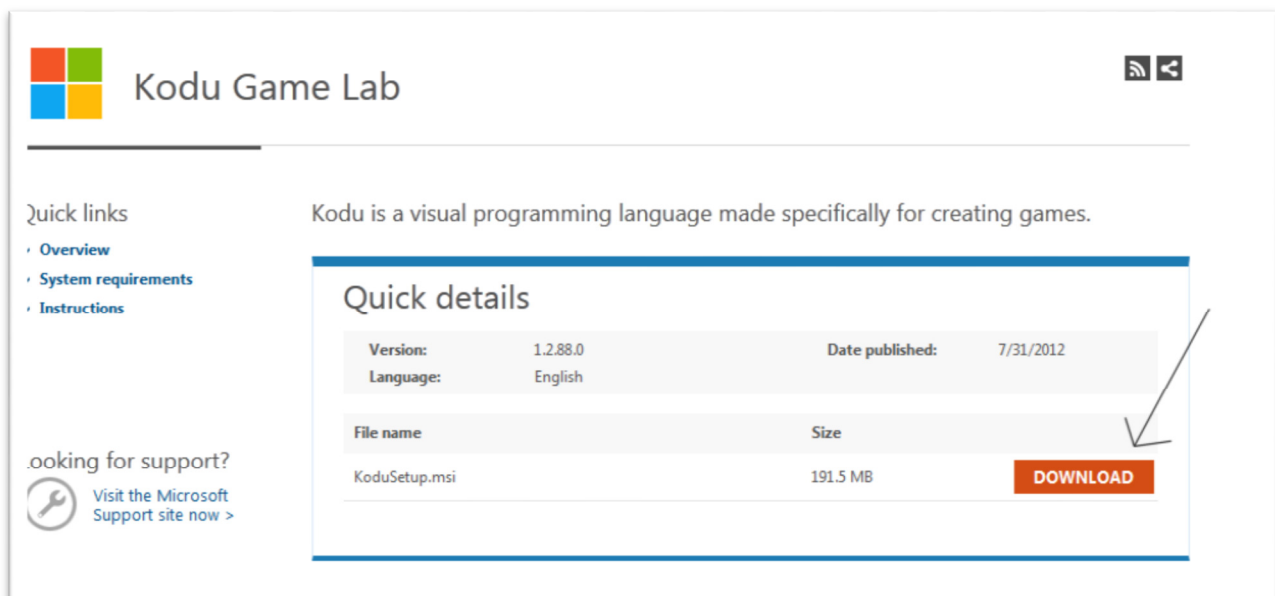 Kodu Game Lab
Quick links
Overview
System requirements
Instructions
Looking for support?
Visit the Microsoft
Support site now >
Kodu is a visual programming language made specifically for creating games.
Quick details
Version: 1.2.88.0 Date published: 7/31/2012
Language: English
File name Size
KoduSetup.msi 191.5 MB DOWNLOAD